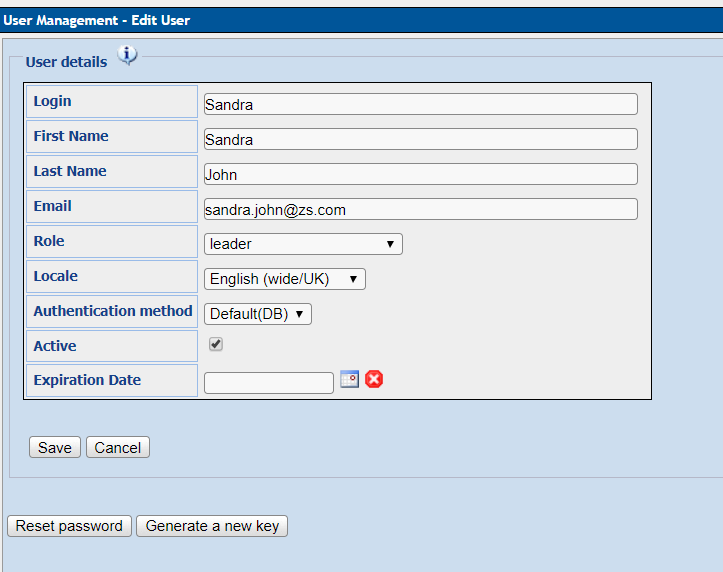 User Management - Edit User
User details
Login Sandra
First Name Sandra
Last Name John
Email sandra.john@zs.com
Role leader
Locale English (wide/UK)
Authentication method Default(DB)
Active
Expiration Date
Save Cancel
Reset password Generate a new key